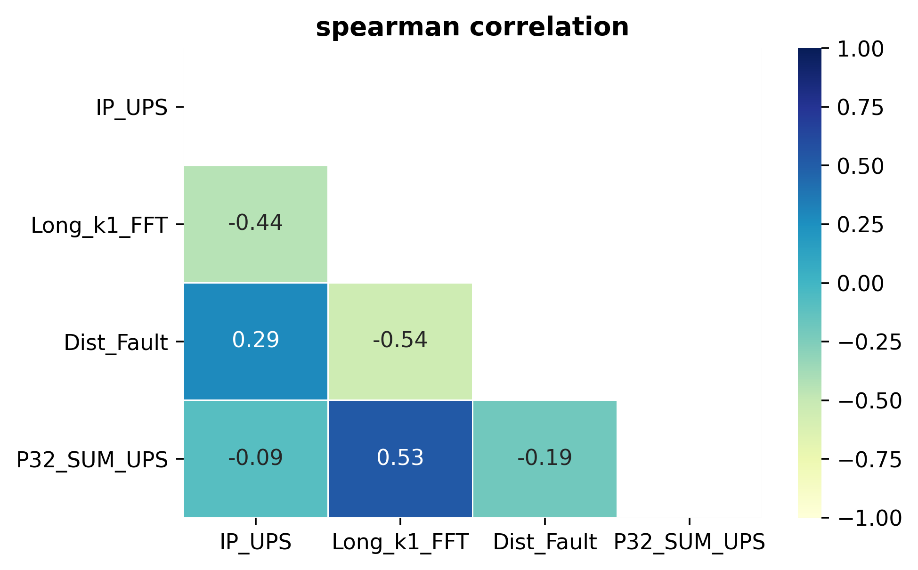 spearman correlation
IP_UPS
Long_k1_FFT
-0.44
Dist_Fault
0.29
-0.54
P32_SUM_UPS
-0.09
0.53
-0.19
IP_UPS
Long_k1_FFT
Dist_Fault
P32_SUM_UPS
1.00
0.75
0.50
0.25
0.00
−0.25
−0.50
−0.75
−1.00